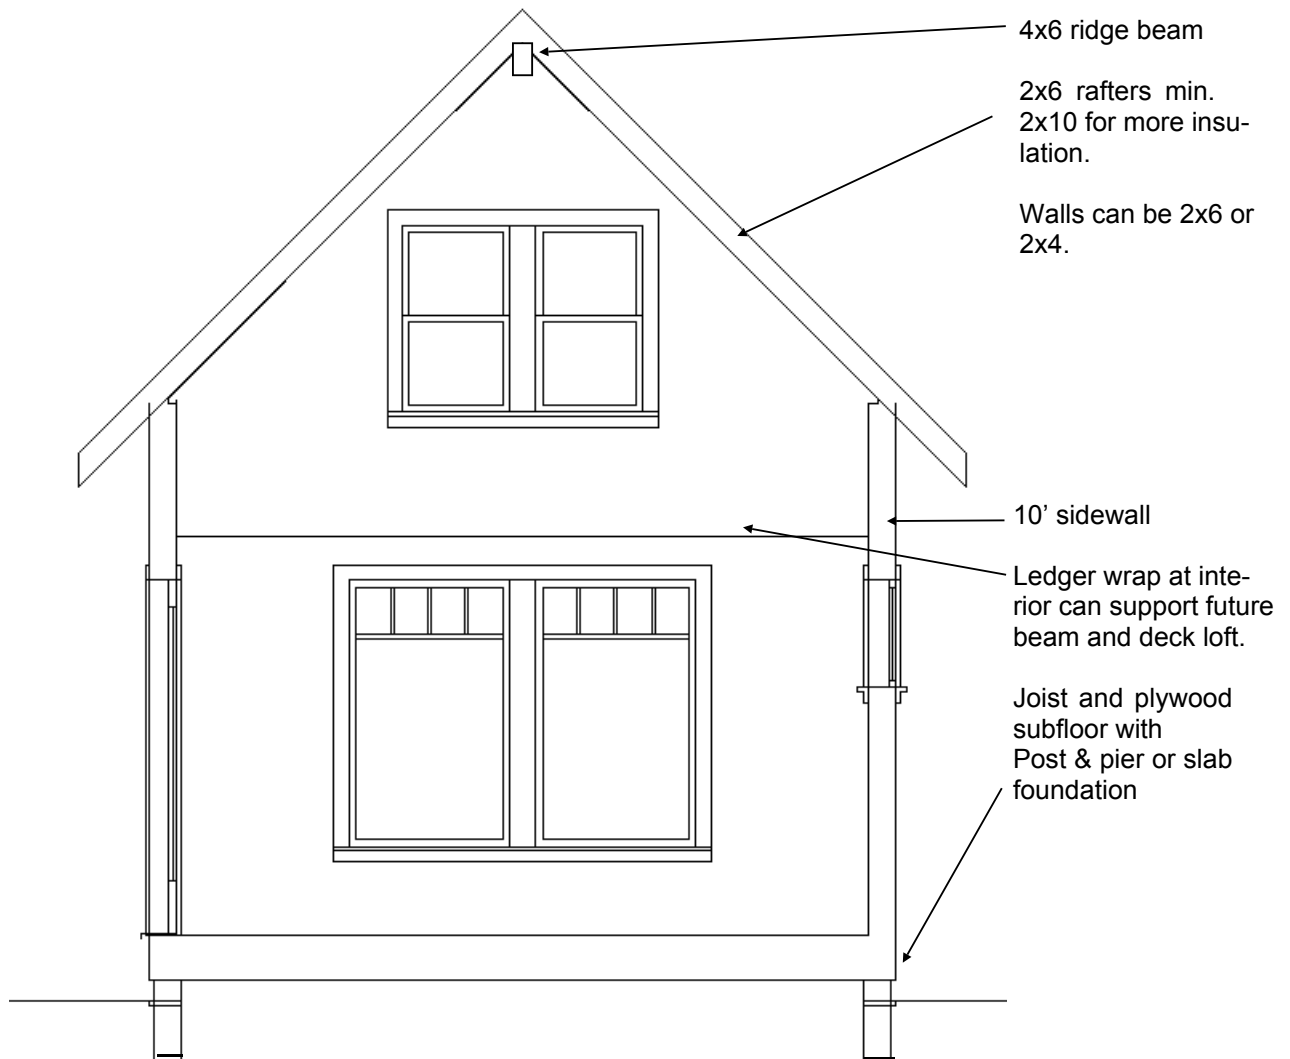 4x6 ridge beam
2x6 rafters min.
2x10 for more insu-
lation.
Walls can be 2x6 or
2x4.
10’ sidewall
Ledger wrap at inte-
rior can support future
beam and deck loft.
Joist and plywood
subfloor with
Post & pier or slab
foundation